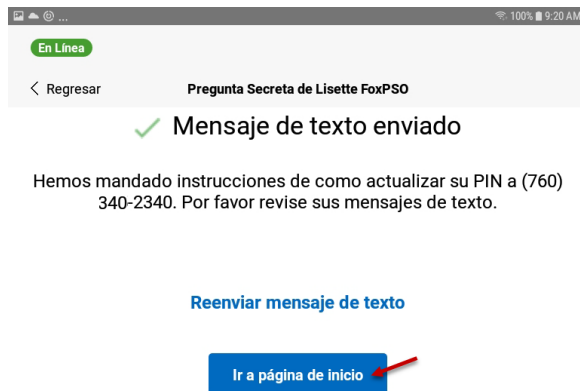 ... 100% 9:20 AM
En Línea
Regresar Pregunta Secreta de Lisette FoxPSO
Mensaje de texto enviado
Hemos mandado instrucciones de como actualizar su PIN a (760)
340-2340. Por favor revise sus mensajes de texto.
Reenviar mensaje de texto
Ir a página de inicio